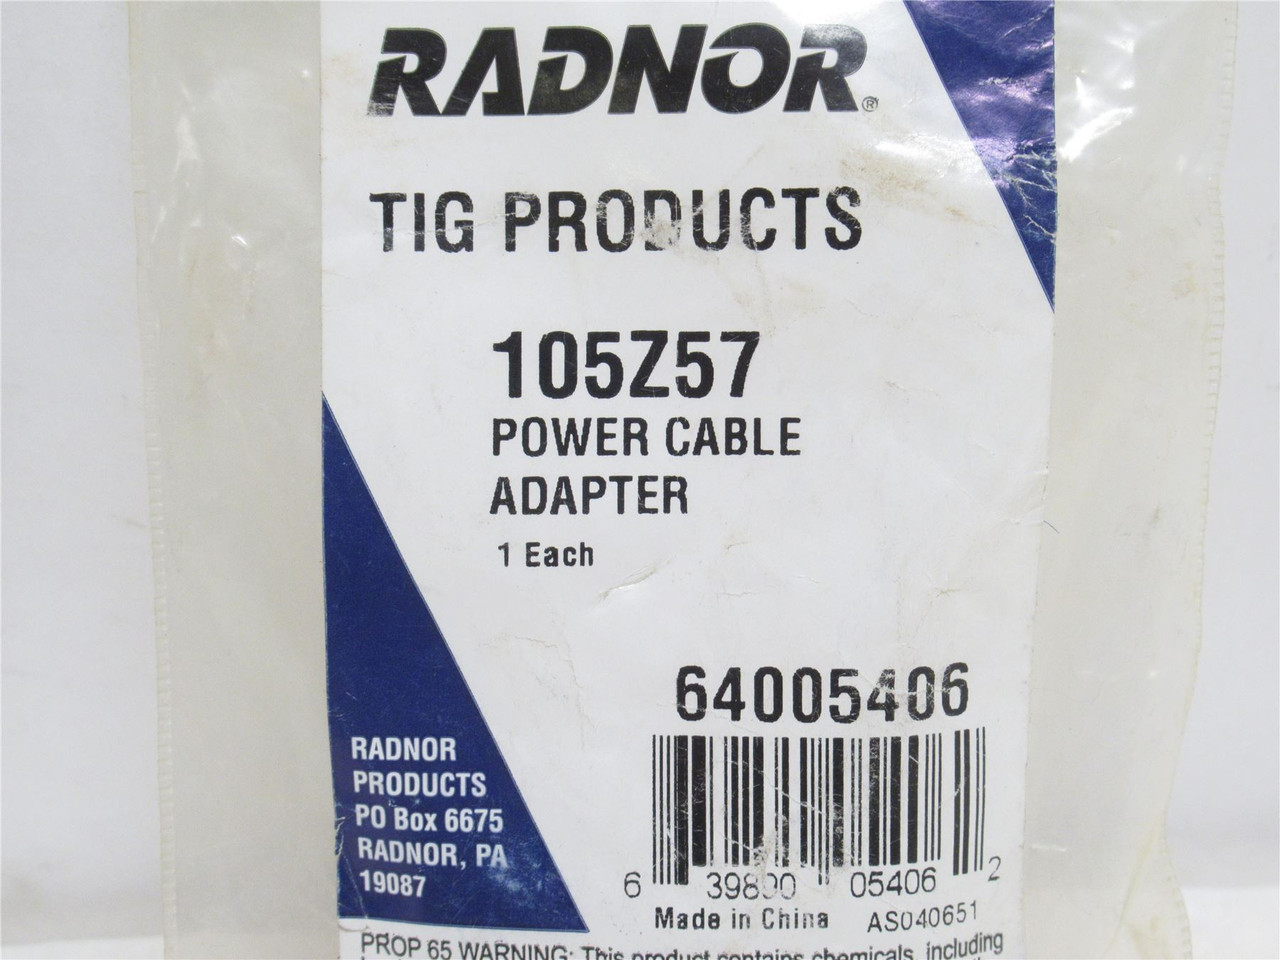 RADNOR®
TIG PRODUCTS
105Z57
POWER CABLE
ADAPTER
1 Each
64005406
6 39800 05406 2
Made in China AS040651
RADNOR
PRODUCTS
PO Box 6675
RADNOR, PA
19087
PROP 65 WARNING: This product contains chemicals, including